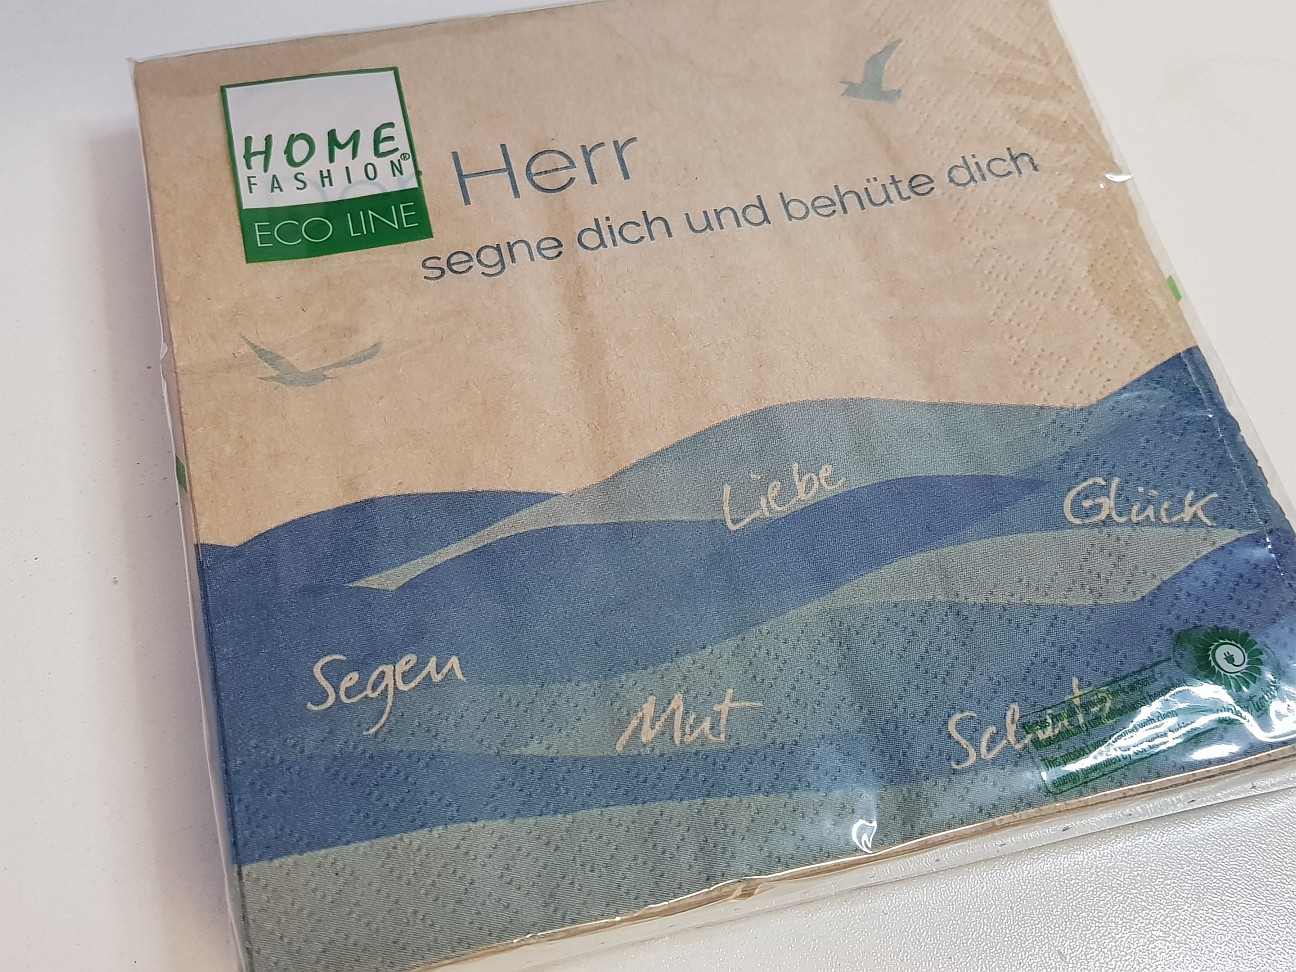 HOME
FASHION®
ECO LINE
Herr
segne dich und behüte dich
Liebe
Glück
Segen
Mut
Schutz